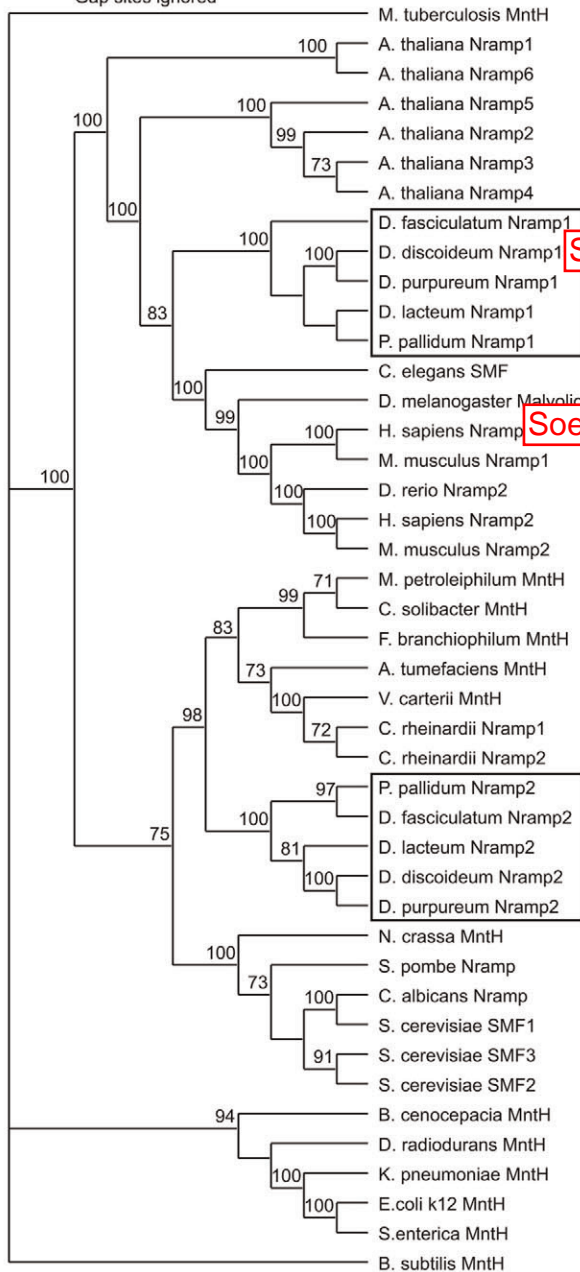 Gap sites ignored
M. tuberculosis MntH
100
A. thaliana Nramp1
A. thaliana Nramp6
100
100
A. thaliana Nramp5
99
A. thaliana Nramp2
73
A. thaliana Nramp3
A. thaliana Nramp4
100
100
D. fasciculatum Nramp1
100
D. discoideum Nramp1
D. purpureum Nramp1
D. lacteum Nramp1
P. pallidum Nramp1
83
100
C. elegans SMF
99
D. melanogaster
H. sapiens
Soe
100
100
M. musculus Nramp1
100
D. rerio Nramp2
100
H. sapiens Nramp2
M. musculus Nramp2
100
71
M. petroleiphilum MntH
99
C. solibacter MntH
83
F. branchiophilum MntH
73
A. tumefaciens MntH
100
V. carterii MntH
98
72
C. rheinardii Nramp1
C. rheinardii Nramp2
97
P. pallidum Nramp2
100
D. fasciculatum Nramp2
75
81
D. lacteum Nramp2
100
D. discoideum Nramp2
D. purpureum Nramp2
100
N. crassa MntH
73
S. pombe Nramp
100
C. albicans Nramp
S. cerevisiae SMF1
91
S. cerevisiae SMF3
S. cerevisiae SMF2
94
B. cenocepacia MntH
D. radiodurans MntH
100
K. pneumoniae MntH
100
E.coli k12 MntH
S.enterica MntH
B. subtilis MntH